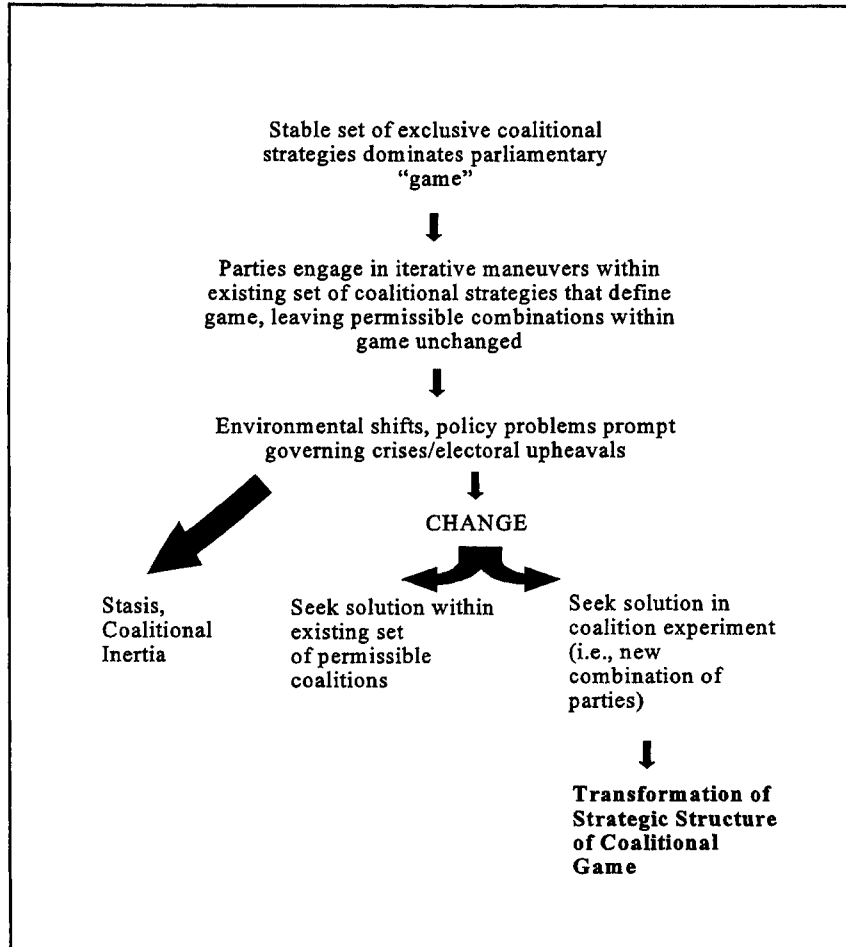 Stable set of exclusive coalitional
strategies dominates parliamentary
“game”
Parties engage in iterative maneuvers within
existing set of coalitional strategies that define
game, leaving permissible combinations within
game unchanged
Environmental shifts, policy problems prompt
governing crises/electoral upheavals
CHANGE
Stasis,
Coalitional
Inertia
Seek solution within
existing set
of permissible
coalitions
Seek solution in
coalition experiment
(i.e., new
combination of
parties)
Transformation of
Strategic Structure
of Coalitional
Game